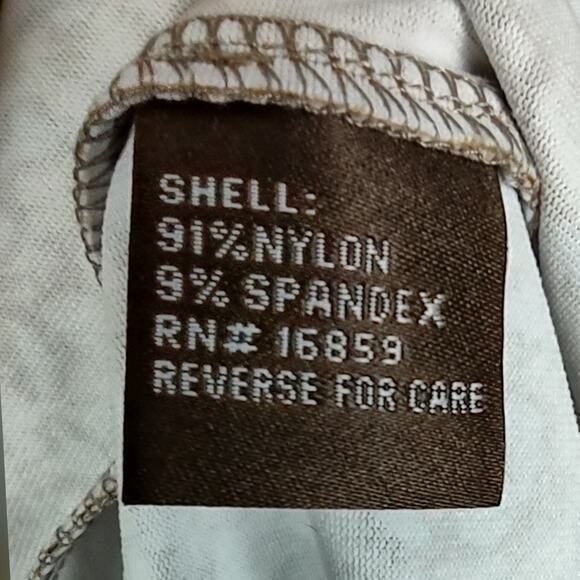 SHELL:
91% NYLON
9% SPANDEX
RN# 16859
REVERSE FOR CARE